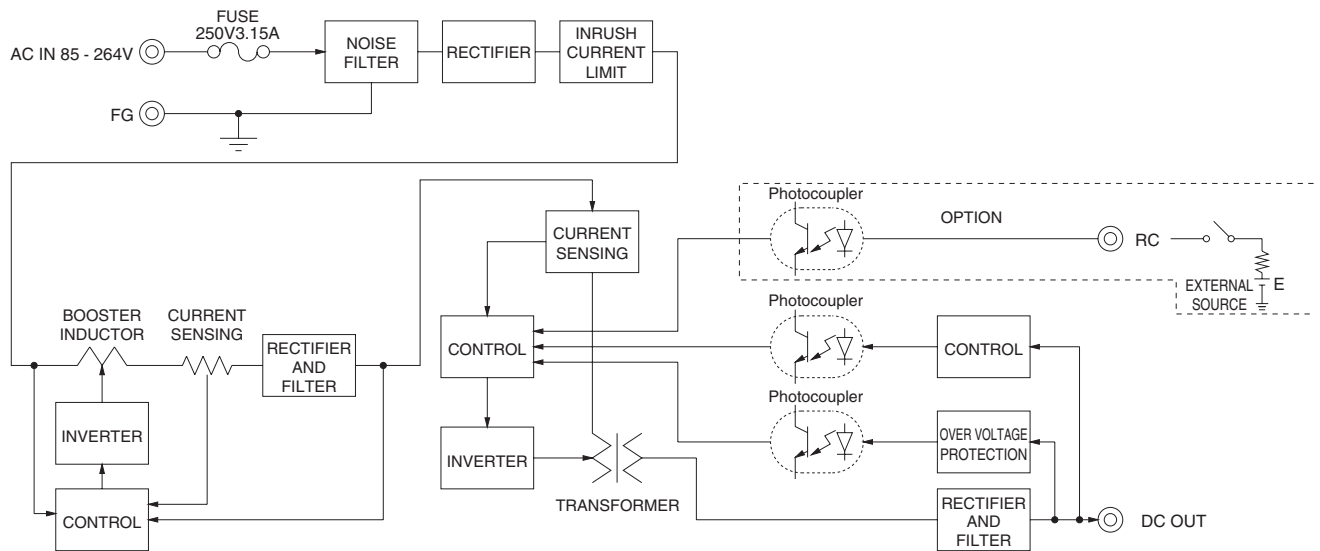 FUSE
250V3.15A
AC IN 85 - 264V
NOISE
FILTER
RECTIFIER
INRUSH
CURRENT
LIMIT
FG
Photocoupler
OPTION
RC
CURRENT
SENSING
EXTERNAL
SOURCE
E
BOOSTER
INDUCTOR
CURRENT
SENSING
RECTIFIER
AND
FILTER
CONTROL
Photocoupler
CONTROL
Photocoupler
INVERTER
INVERTER
OVER VOLTAGE
PROTECTION
TRANSFORMER
CONTROL
RECTIFIER
AND
FILTER
DC OUT